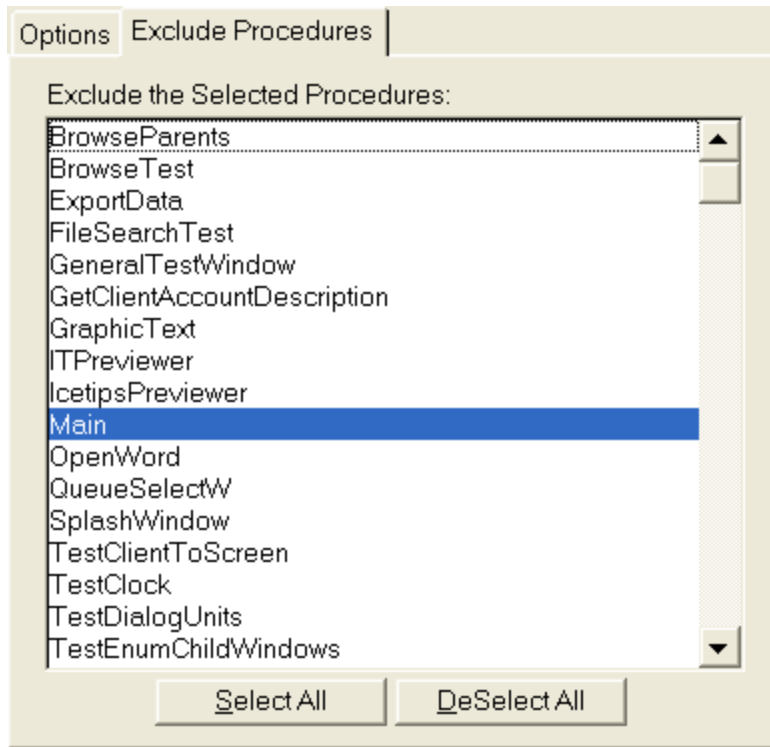 Options
Exclude Procedures
Exclude the Selected Procedures:
BrowseParents
BrowseTest
ExportData
FileSearchTest
GeneralTestWindow
GetClientAccountDescription
GraphicText
ITPreviewer
IcetipsPreviewer
Main
OpenWord
QueueSelectW
SplashWindow
TestClientToScreen
TestClock
TestDialogUnits
TestEnumChildWindows
Select All
DeSelect All